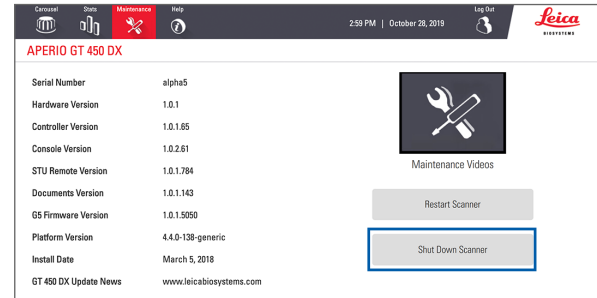 Carousel Stats Maintenance Help
2:59 PM | October 28, 2019
Log Out
Leica
BIOSYSTEMS
APERIO GT 450 DX
Serial Number alpha5
Hardware Version 1.0.1
Controller Version 1.0.1.65
Console Version 1.0.2.61
STU Remote Version 1.0.1.784
Documents Version 1.0.1.143
G5 Firmware Version 1.0.1.5050
Platform Version 4.4.0-138-generic
Install Date March 5, 2018
GT 450 DX Update News www.leicabiosystems.com
Maintenance Videos
Restart Scanner
Shut Down Scanner